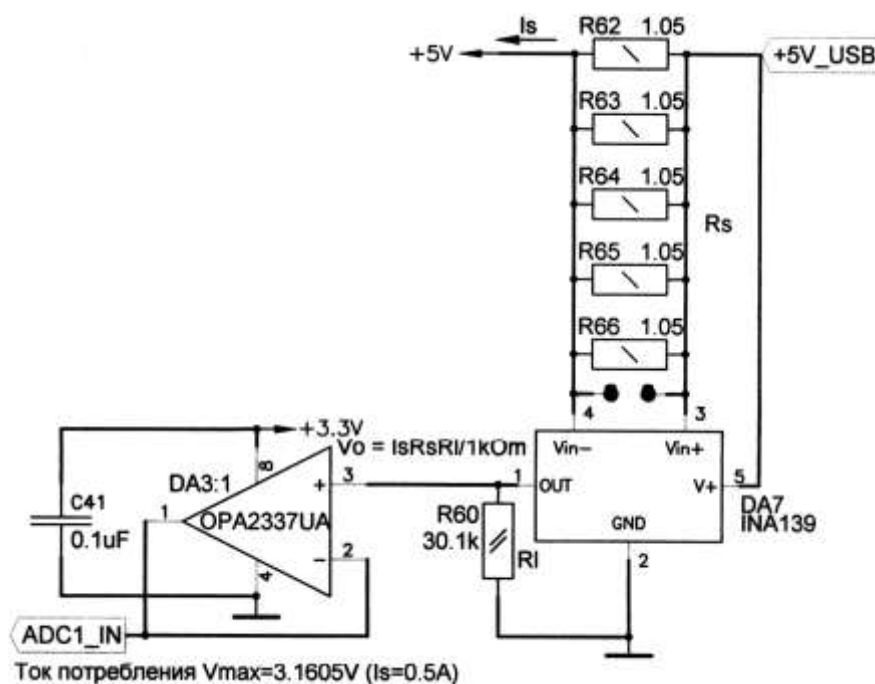 Is
R62 1.05
+5V
+5V_USB
R63 1.05
R64 1.05
Rs
R65 1.05
R66 1.05
4
3
+3.3V
Vo = IsRsRl/1kOm
Vin-
Vin+
8
DA3:1
+
3
1
OUT
V+
5
C41
0.1uF
1
OPA2337UA
R60
30.1k
Rl
GND
DA7
INA139
-
2
2
4
ADC1_IN
Ток потребления Vmax=3.1605V (Is=0.5A)